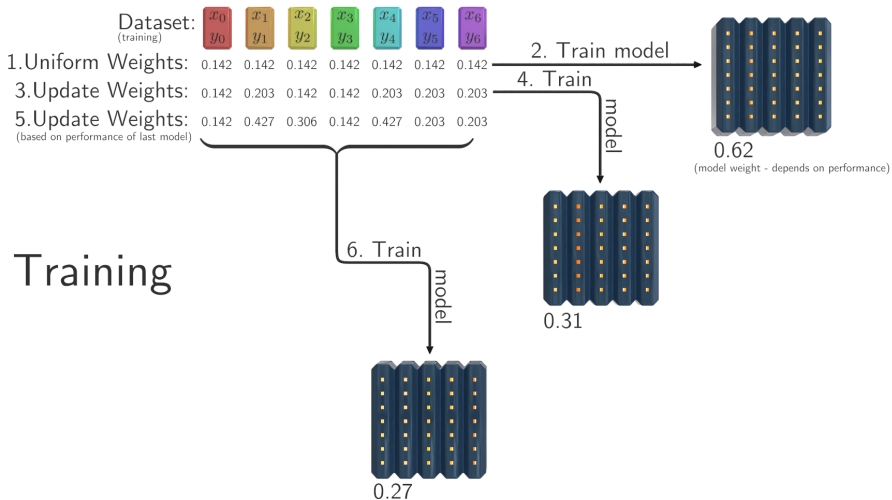 Dataset: x₀ x₁ x₂ x₃ x₄ x₅ x₆
(training) y₀ y₁ y₂ y₃ y₄ y₅ y₆
1.Uniform Weights: 0.142 0.142 0.142 0.142 0.142 0.142 0.142
2. Train model
3.Update Weights: 0.142 0.203 0.142 0.142 0.203 0.203 0.203
4. Train model
5.Update Weights: 0.142 0.427 0.306 0.142 0.427 0.203 0.203
(based on performance of last model)
0.62
(model weight - depends on performance)
6. Train model
Training
0.31
0.27